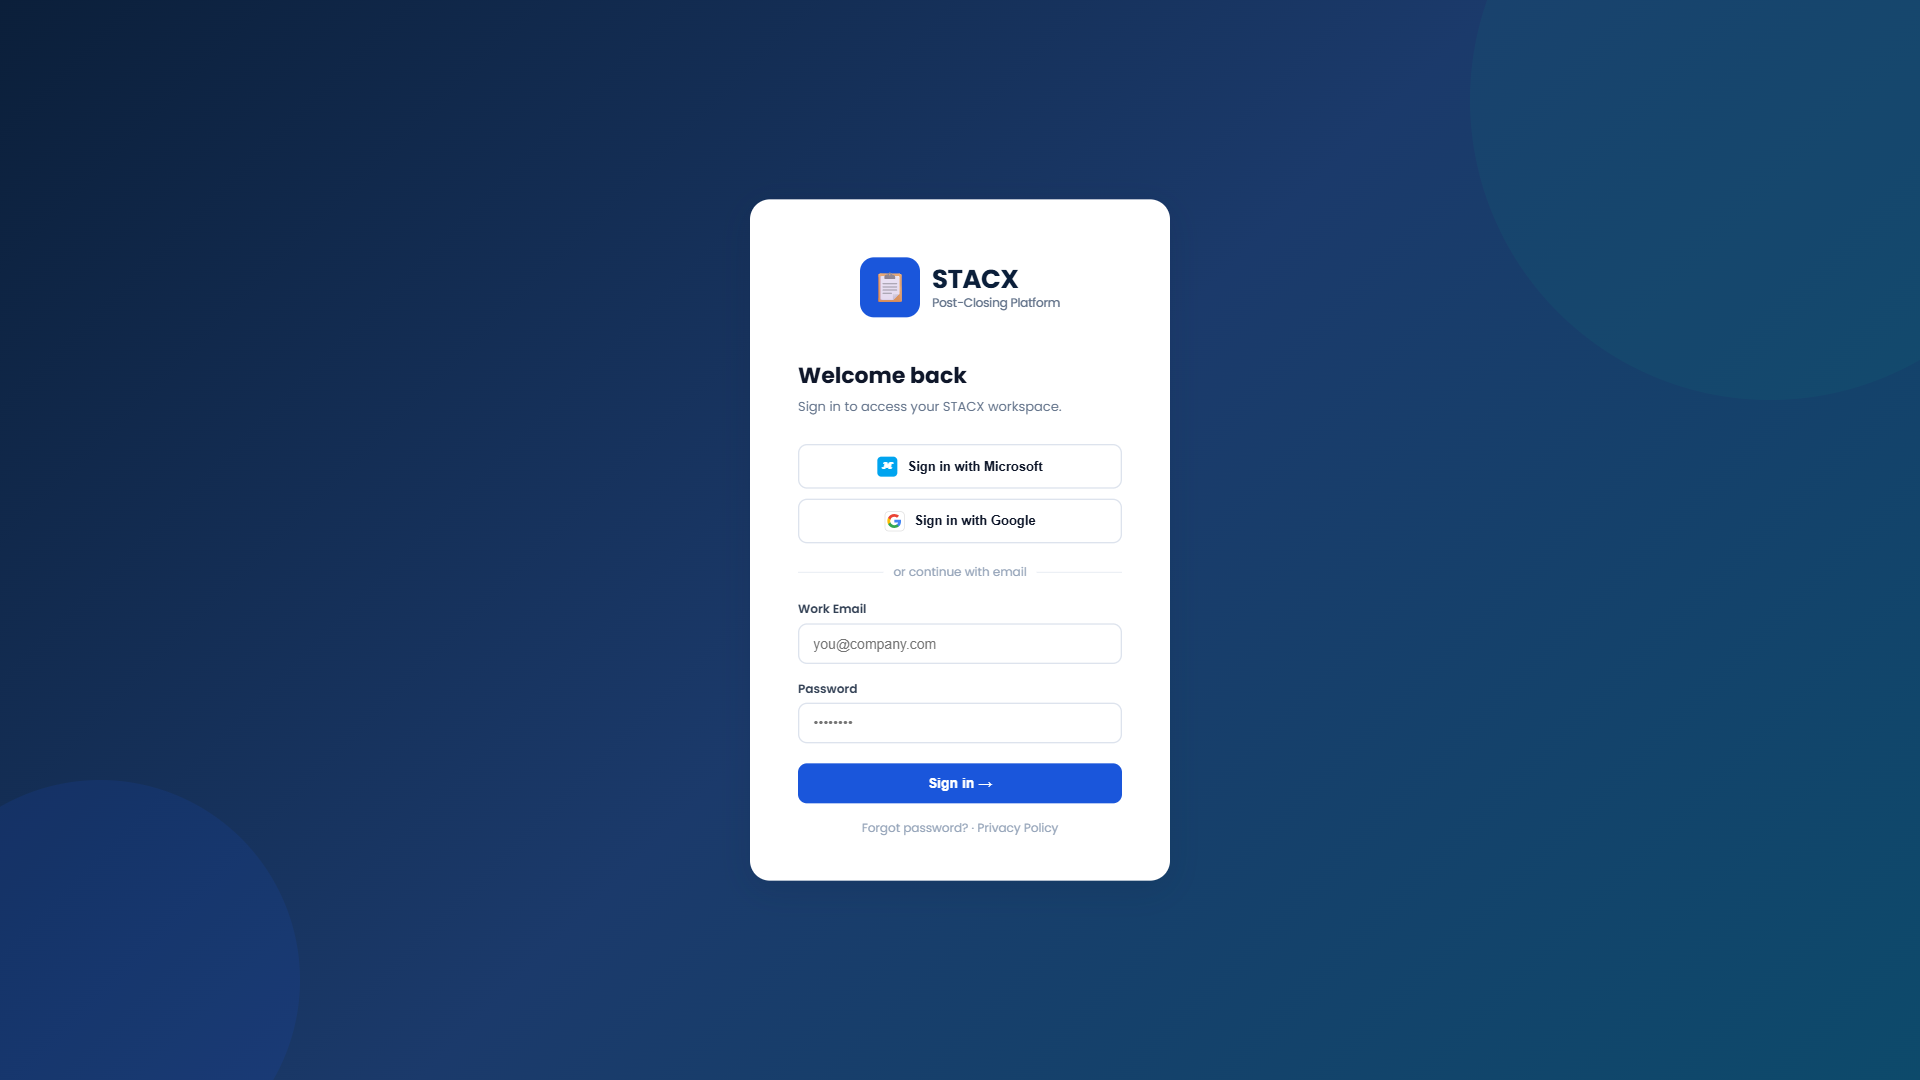 STACX
Post-Closing Platform
Welcome back
Sign in to access your STACX workspace.
Sign in with Microsoft
Sign in with Google
or continue with email
Work Email
you@company.com
Password
••••••••
Sign in →
Forgot password? · Privacy Policy